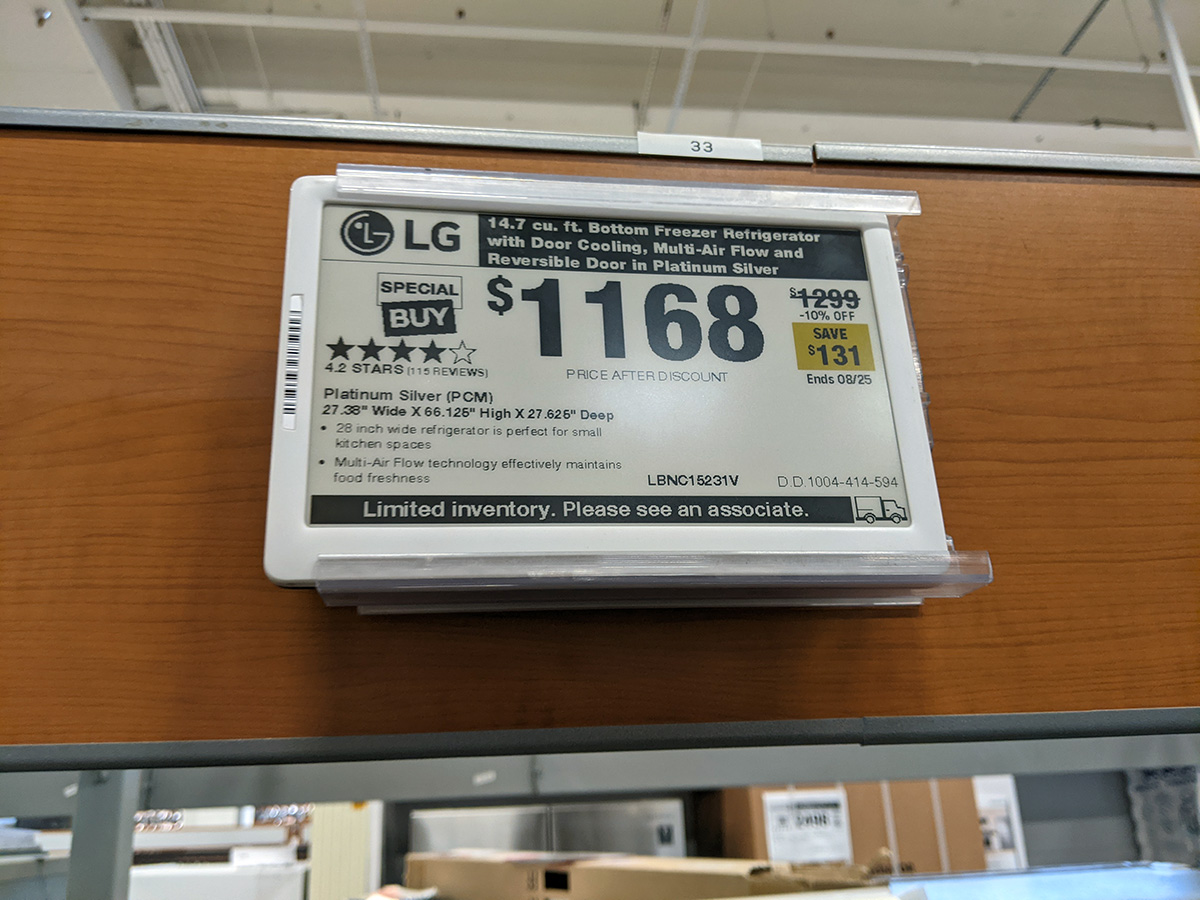 33
LG
14.7 cu. ft. Bottom Freezer Refrigerator
with Door Cooling, Multi-Air Flow and
Reversible Door in Platinum Silver
SPECIAL
BUY
4.2 STARS (115 REVIEWS)
$1168
PRICE AFTER DISCOUNT
$1299
-10% OFF
SAVE
$131
Ends 08/25
Platinum Silver (PCM)
27.38" Wide X 66.125" High X 27.625" Deep
• 28 inch wide refrigerator is perfect for small
kitchen spaces
• Multi-Air Flow technology effectively maintains
food freshness
LBNC15231V
D.D.1004-414-594
Limited inventory. Please see an associate.